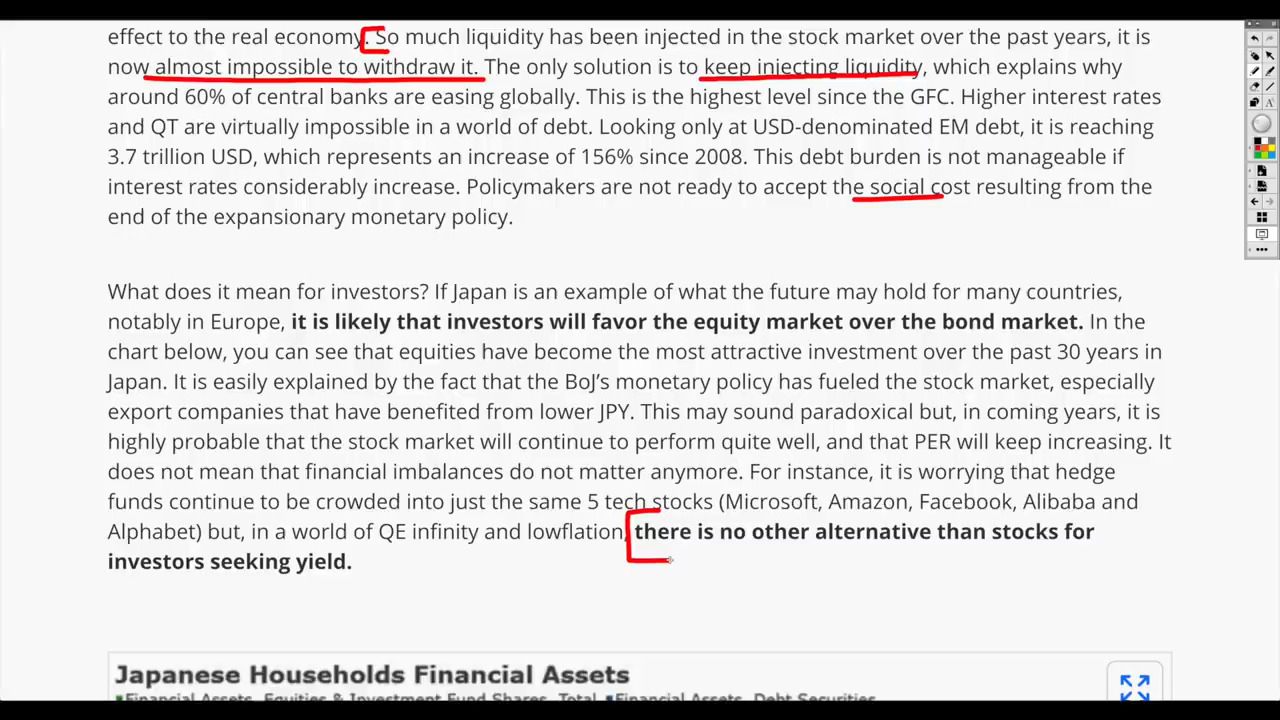 effect to the real economy. So much liquidity has been injected in the stock market over the past years, it is
now almost impossible to withdraw it. The only solution is to keep injecting liquidity, which explains why
around 60% of central banks are easing globally. This is the highest level since the GFC. Higher interest rates
and QT are virtually impossible in a world of debt. Looking only at USD-denominated EM debt, it is reaching
3.7 trillion USD, which represents an increase of 156% since 2008. This debt burden is not manageable if
interest rates considerably increase. Policymakers are not ready to accept the social cost resulting from the
end of the expansionary monetary policy.
What does it mean for investors? If Japan is an example of what the future may hold for many countries,
notably in Europe, it is likely that investors will favor the equity market over the bond market. In the
chart below, you can see that equities have become the most attractive investment over the past 30 years in
Japan. It is easily explained by the fact that the BoJ’s monetary policy has fueled the stock market, especially
export companies that have benefited from lower JPY. This may sound paradoxical but, in coming years, it is
highly probable that the stock market will continue to perform quite well, and that PER will keep increasing. It
does not mean that financial imbalances do not matter anymore. For instance, it is worrying that hedge
funds continue to be crowded into just the same 5 tech stocks (Microsoft, Amazon, Facebook, Alibaba and
Alphabet) but, in a world of QE infinity and lowflation, there is no other alternative than stocks for
investors seeking yield.
Japanese Households Financial Assets
Financial Assets, Equities & Investment Fund Shares, Total Financial Assets, Debt Securities